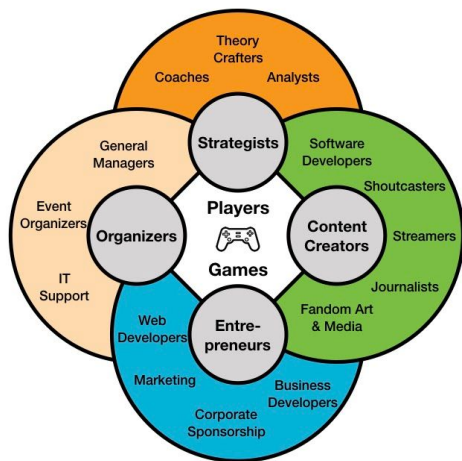 Theory
Crafters
Coaches
Analysts
Strategists
General
Managers
Event
Organizers
IT
Support
Organizers
Players
Games
Software
Developers
Shoutcasters
Streamers
Journalists
Fandom Art
& Media
Content
Creators
Entre-
preneurs
Web
Developers
Marketing
Corporate
Sponsorship
Business
Developers